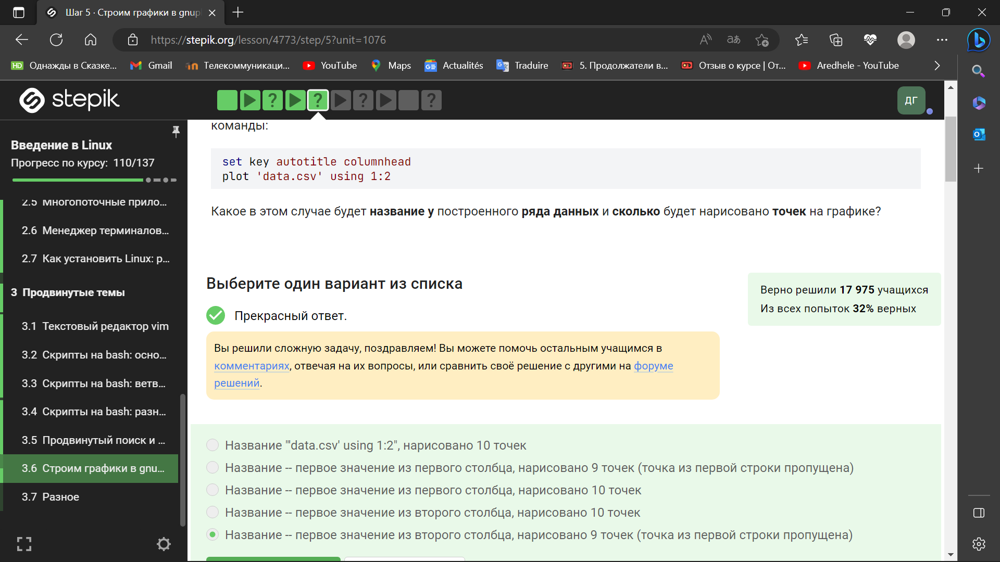 Шаг 5 · Строим графики в gnup
https://stepik.org/lesson/4773/step/5?unit=1076
Однажды в Сказке...
Gmail
Телекоммуникаци...
YouTube
Maps
Actualités
Traduire
5. Продолжатели в...
Отзыв о курсе | От...
Aredhele - YouTube
stepik
ДГ
Введение в Linux
Прогресс по курсу: 110/137
2.5 Многопоточные прило...
2.6 Менеджер терминалов...
2.7 Как установить Linux: р...
3 Продвинутые темы
3.1 Текстовый редактор vim
3.2 Скрипты на bash: осно...
3.3 Скрипты на bash: ветв...
3.4 Скрипты на bash: разн...
3.5 Продвинутый поиск и ...
3.6 Строим графики в gnu...
3.7 Разное
команды:
set key autotitle columnhead
plot 'data.csv' using 1:2
Какое в этом случае будет название у построенного ряда данных и сколько будет нарисовано точек на графике?
Выберите один вариант из списка
Верно решили 17 975 учащихся
Из всех попыток 32% верных
Прекрасный ответ.
Вы решили сложную задачу, поздравляем! Вы можете помочь остальным учащимся в
комментариях, отвечая на их вопросы, или сравнить своё решение с другими на форуме
решений.
Название "'data.csv' using 1:2", нарисовано 10 точек
Название -- первое значение из первого столбца, нарисовано 9 точек (точка из первой строки пропущена)
Название -- первое значение из первого столбца, нарисовано 10 точек
Название -- первое значение из второго столбца, нарисовано 10 точек
Название -- первое значение из второго столбца, нарисовано 9 точек (точка из первой строки пропущена)